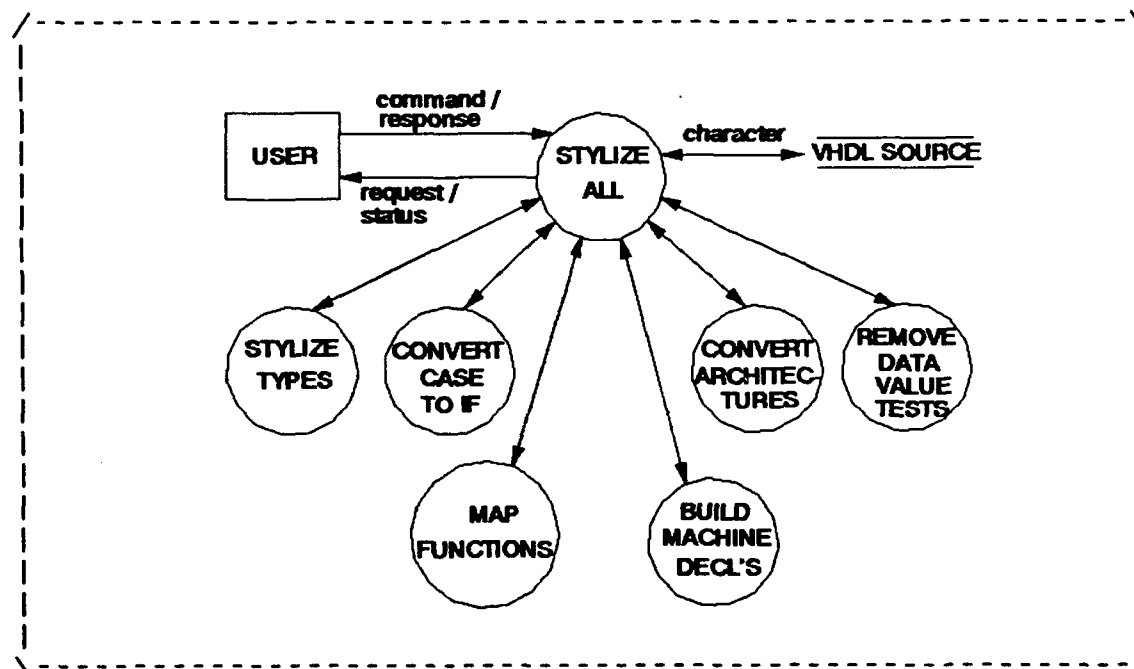 command /
response
USER
request /
status
STYLIZE
ALL
character
VHDL SOURCE
STYLIZE
TYPES
CONVERT
CASE
TO IF
CONVERT
ARCHITEC-
TURES
REMOVE
DATA
VALUE
TESTS
MAP
FUNCTIONS
BUILD
MACHINE
DECL'S